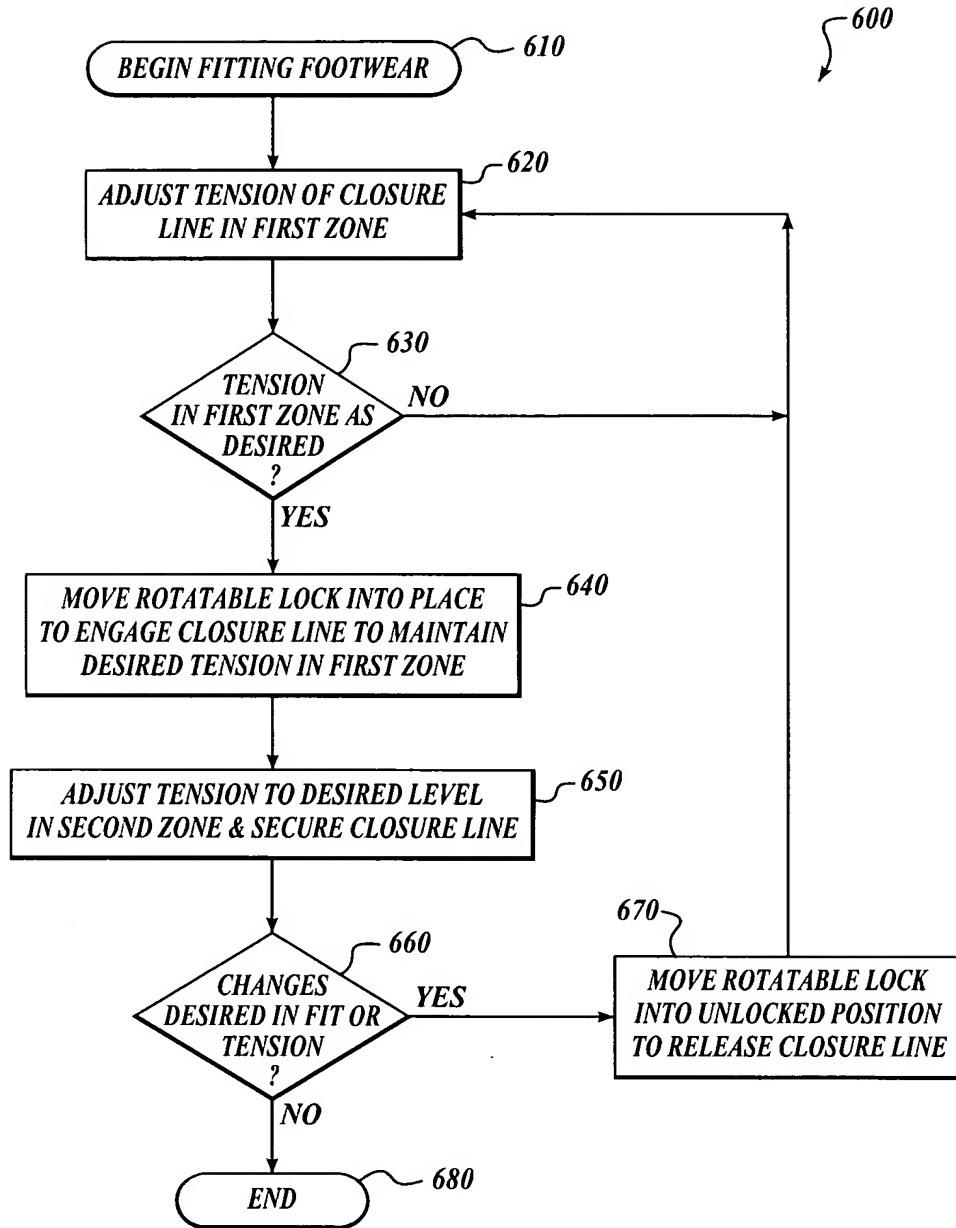 600
BEGIN FITTING FOOTWEAR
610
620
ADJUST TENSION OF CLOSURE
LINE IN FIRST ZONE
630
TENSION
IN FIRST ZONE AS
DESIRED
?
NO
YES
640
MOVE ROTATABLE LOCK INTO PLACE
TO ENGAGE CLOSURE LINE TO MAINTAIN
DESIRED TENSION IN FIRST ZONE
650
ADJUST TENSION TO DESIRED LEVEL
IN SECOND ZONE & SECURE CLOSURE LINE
660
CHANGES
DESIRED IN FIT OR
TENSION
?
YES
NO
670
MOVE ROTATABLE LOCK
INTO UNLOCKED POSITION
TO RELEASE CLOSURE LINE
END
680